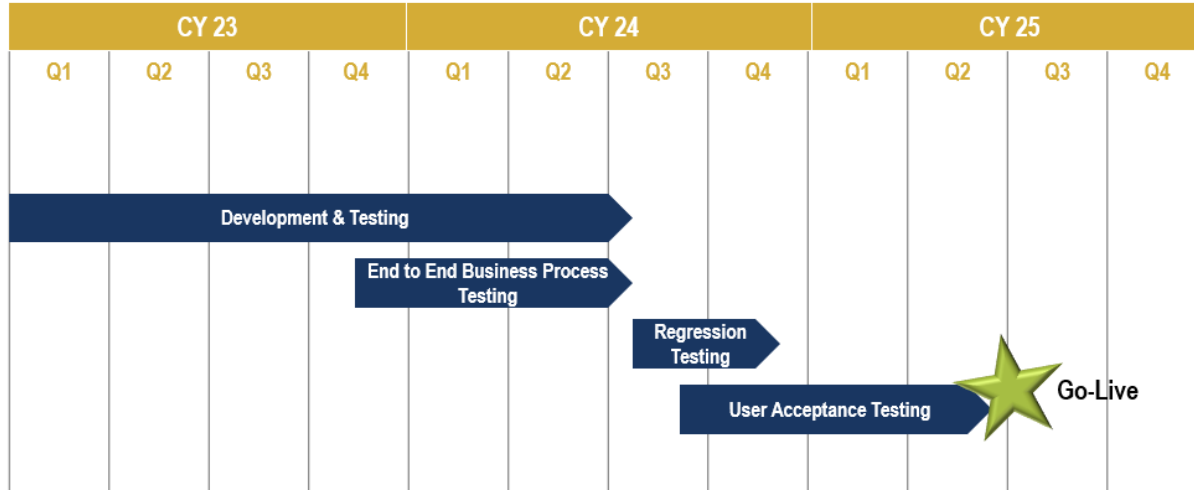 CY 23 CY 24 CY 25
Q1 Q2 Q3 Q4 Q1 Q2 Q3 Q4 Q1 Q2 Q3 Q4
Development & Testing
End to End Business Process
Testing
Regression
Testing
User Acceptance Testing
Go-Live